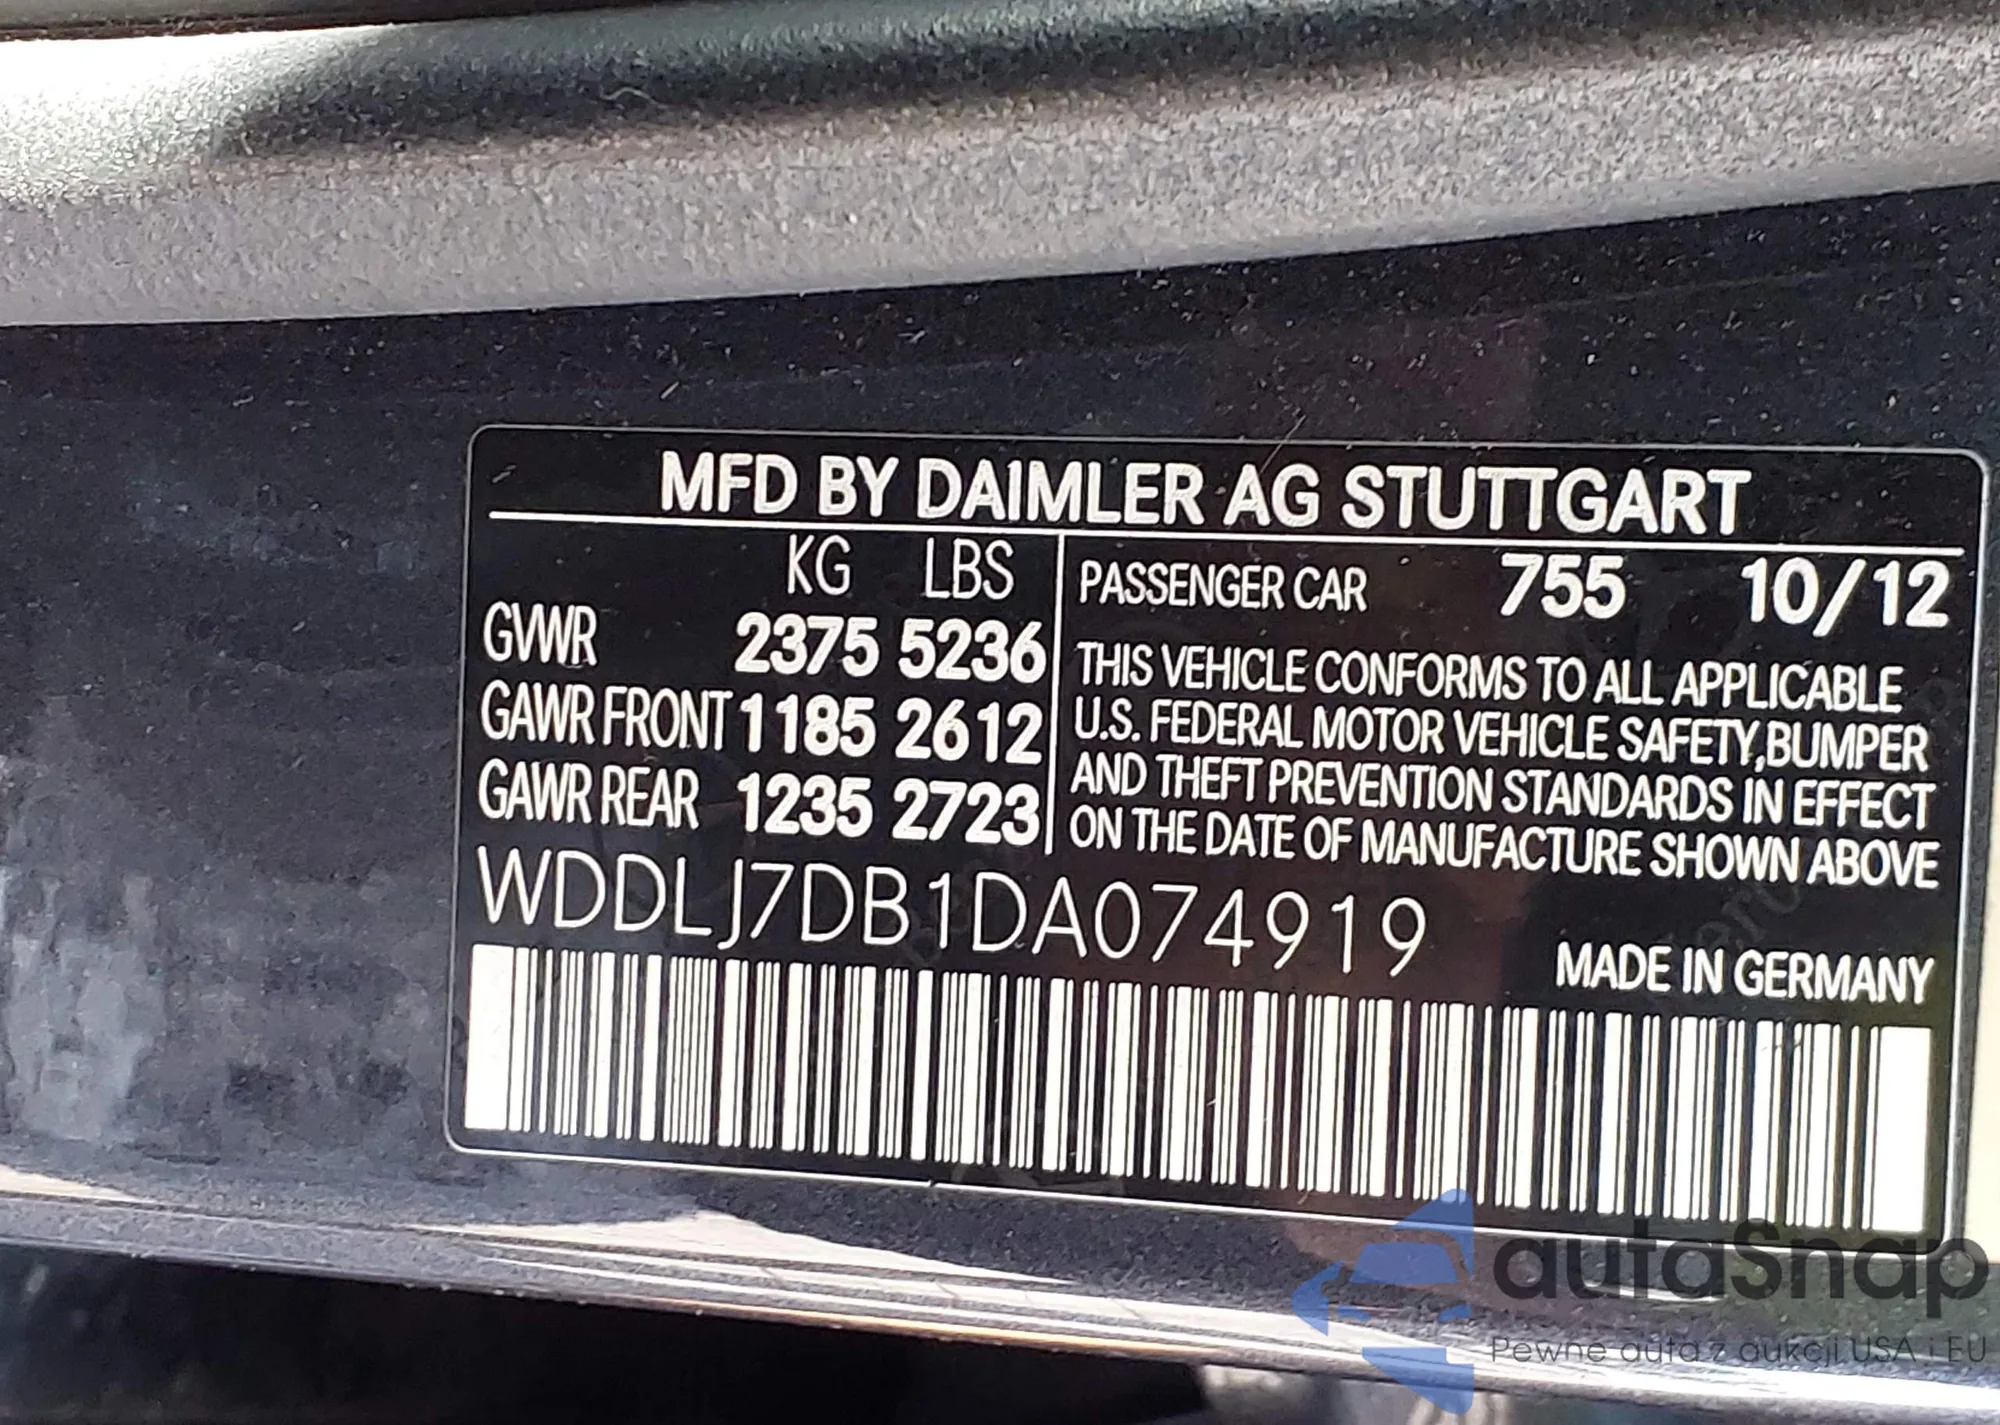 MFD BY DAIMLER AG STUTTGART
KG LBS
GVWR 2375 5236
GAWR FRONT 1185 2612
GAWR REAR 1235 2723
PASSENGER CAR 755 10/12
THIS VEHICLE CONFORMS TO ALL APPLICABLE
U.S. FEDERAL MOTOR VEHICLE SAFETY,BUMPER
AND THEFT PREVENTION STANDARDS IN EFFECT
ON THE DATE OF MANUFACTURE SHOWN ABOVE
WDDLJ7DB1DA074919
MADE IN GERMANY
autaSnap
Pewne auta z aukcji USA i EU